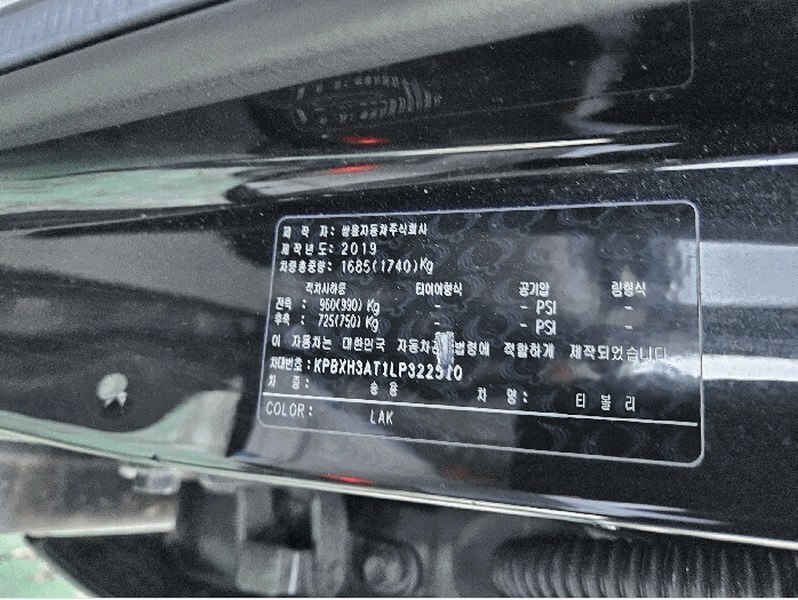 제 작 자: 쌍용자동차주식회사
제작년도: 2019
차량총중량: 1685(1740)Kg
적차시하중 타이어형식 공기압 림형식
전축 : 960(990) Kg - - PSI -
후축 : 725(750) Kg - - PSI -
이 자동차는 대한민국 법령에 적합하게 제작되었습니다
차대번호:
차 종: 승 용 차 명: 티 볼 리
COLOR: LAK